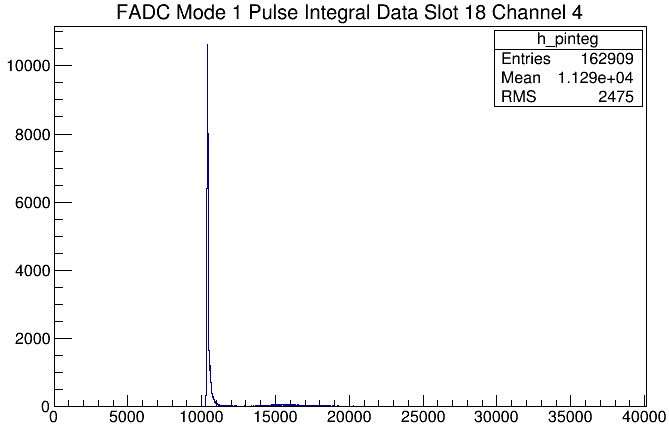 FADC Mode 1 Pulse Integral Data Slot 18 Channel 4
h_pinteg
Entries 162909
Mean 1.129e+04
RMS 2475
10000
8000
6000
4000
2000
0
0 5000 10000 15000 20000 25000 30000 35000 40000